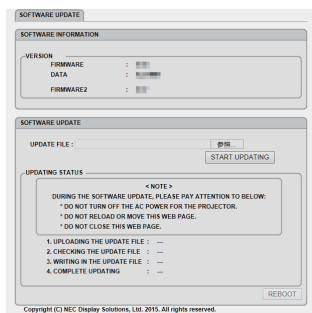 SOFTWARE UPDATE
SOFTWARE INFORMATION
VERSION
FIRMWARE :
DATA :
FIRMWARE2 :
SOFTWARE UPDATE
UPDATE FILE : 参照...
START UPDATING
UPDATING STATUS
< NOTE >
DURING THE SOFTWARE UPDATE, PLEASE PAY ATTENTION TO BELOW:
* DO NOT TURN OFF THE AC POWER FOR THE PROJECTOR.
* DO NOT RELOAD OR MOVE THIS WEB PAGE.
* DO NOT CLOSE THIS WEB PAGE.
1. UPLOADING THE UPDATE FILE : ---
2. CHECKING THE UPDATE FILE : ---
3. WRITING IN THE UPDATE FILE : ---
4. COMPLETE UPDATING : ---
REBOOT
Copyright (C) NEC Display Solutions, Ltd. 2015. All rights reserved.